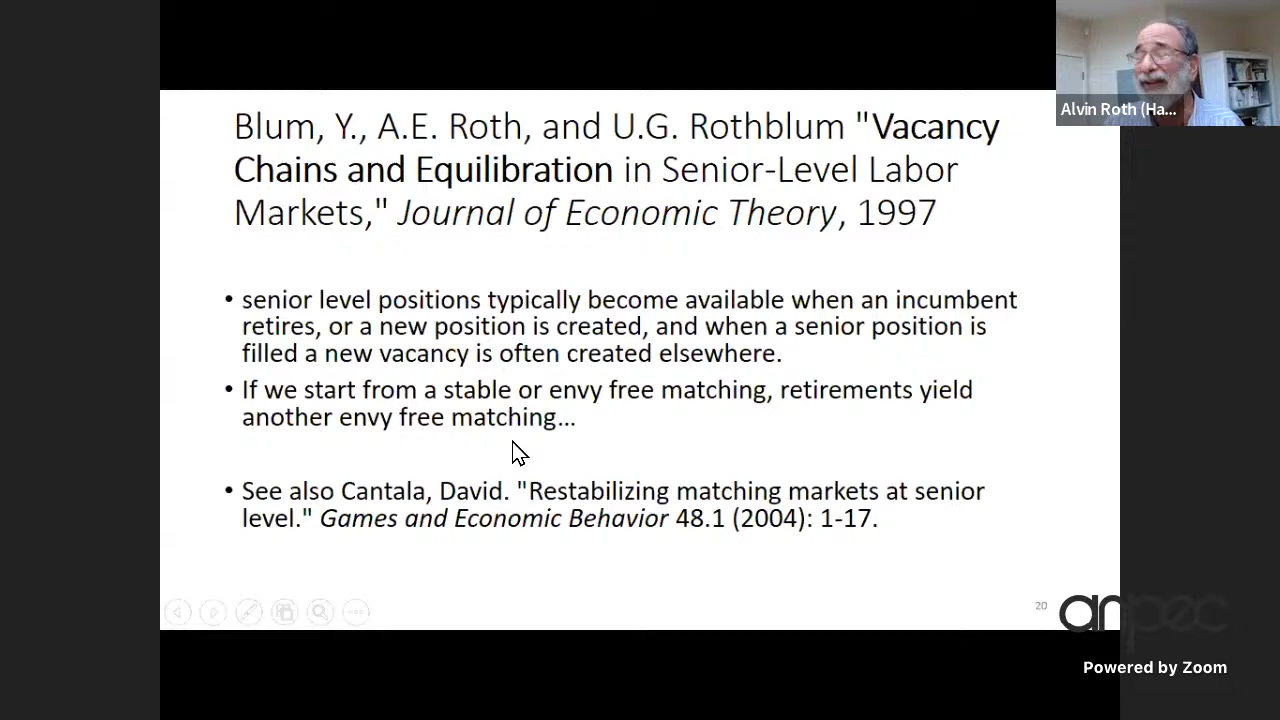 Blum, Y., A.E. Roth, and U.G. Rothblum "Vacancy
Chains and Equilibration in Senior-Level Labor
Markets," Journal of Economic Theory, 1997
• senior level positions typically become available when an incumbent
retires, or a new position is created, and when a senior position is
filled a new vacancy is often created elsewhere.
• If we start from a stable or envy free matching, retirements yield
another envy free matching…
• See also Cantala, David. "Restabilizing matching markets at senior
level." Games and Economic Behavior 48.1 (2004): 1-17.
20
Alvin Roth (Ha...
anpec
Powered by Zoom